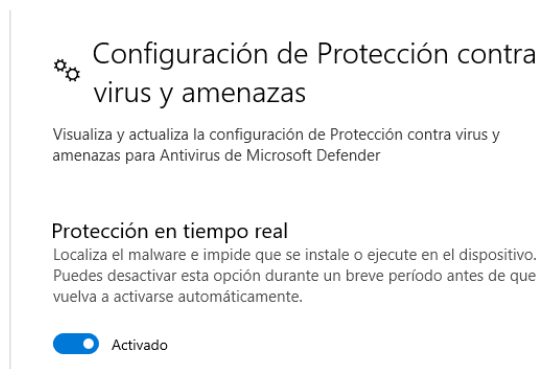 Configuración de Protección contra
virus y amenazas
Visualiza y actualiza la configuración de Protección contra virus y
amenazas para Antivirus de Microsoft Defender
Protección en tiempo real
Localiza el malware e impide que se instale o ejecute en el dispositivo.
Puedes desactivar esta opción durante un breve período antes de que
vuelva a activarse automáticamente.
Activado